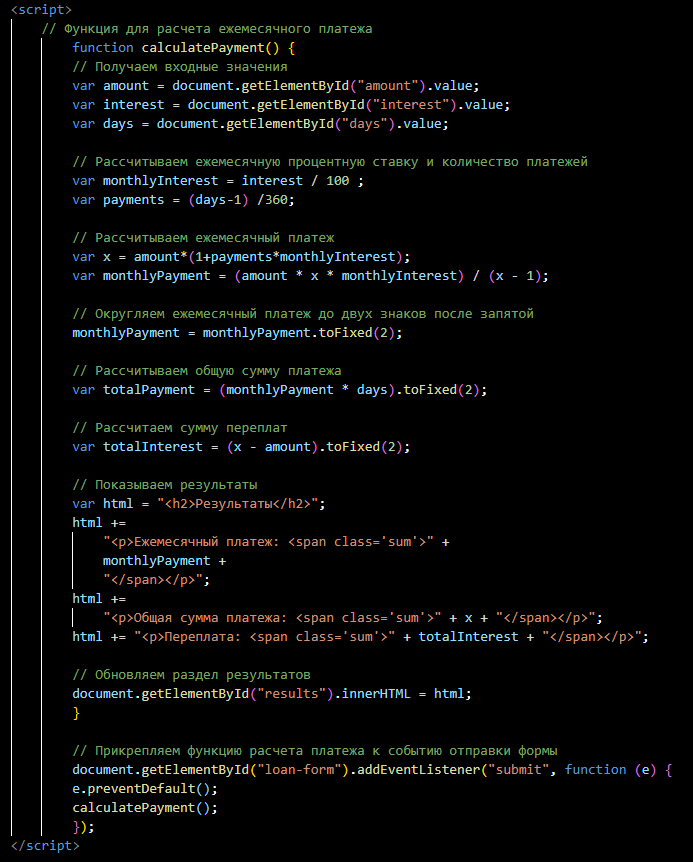 <script>
// Функция для расчета ежемесячного платежа
function calculatePayment() {
// Получаем входные значения
var amount = document.getElementById("amount").value;
var interest = document.getElementById("interest").value;
var days = document.getElementById("days").value;
// Рассчитываем ежемесячную процентную ставку и количество платежей
var monthlyInterest = interest / 100 ;
var payments = (days-1) /360;
// Рассчитываем ежемесячный платеж
var x = amount*(1+payments*monthlyInterest);
var monthlyPayment = (amount * x * monthlyInterest) / (x - 1);
// Округляем ежемесячный платеж до двух знаков после запятой
monthlyPayment = monthlyPayment.toFixed(2);
// Рассчитываем общую сумму платежа
var totalPayment = (monthlyPayment * days).toFixed(2);
// Рассчитаем сумму переплат
var totalInterest = (x - amount).toFixed(2);
// Показываем результаты
var html = "<h2>Результаты</h2>";
html +=
"<p>Ежемесячный платеж: <span class='sum'>" +
monthlyPayment +
"</span></p>";
html +=
"<p>Общая сумма платежа: <span class='sum'>" + x + "</span></p>";
html += "<p>Переплата: <span class='sum'>" + totalInterest + "</span></p>";
// Обновляем раздел результатов
document.getElementById("results").innerHTML = html;
}
// Прикрепляем функцию расчета платежа к событию отправки формы
document.getElementById("loan-form").addEventListener("submit", function (e) {
e.preventDefault();
calculatePayment();
});
</script>